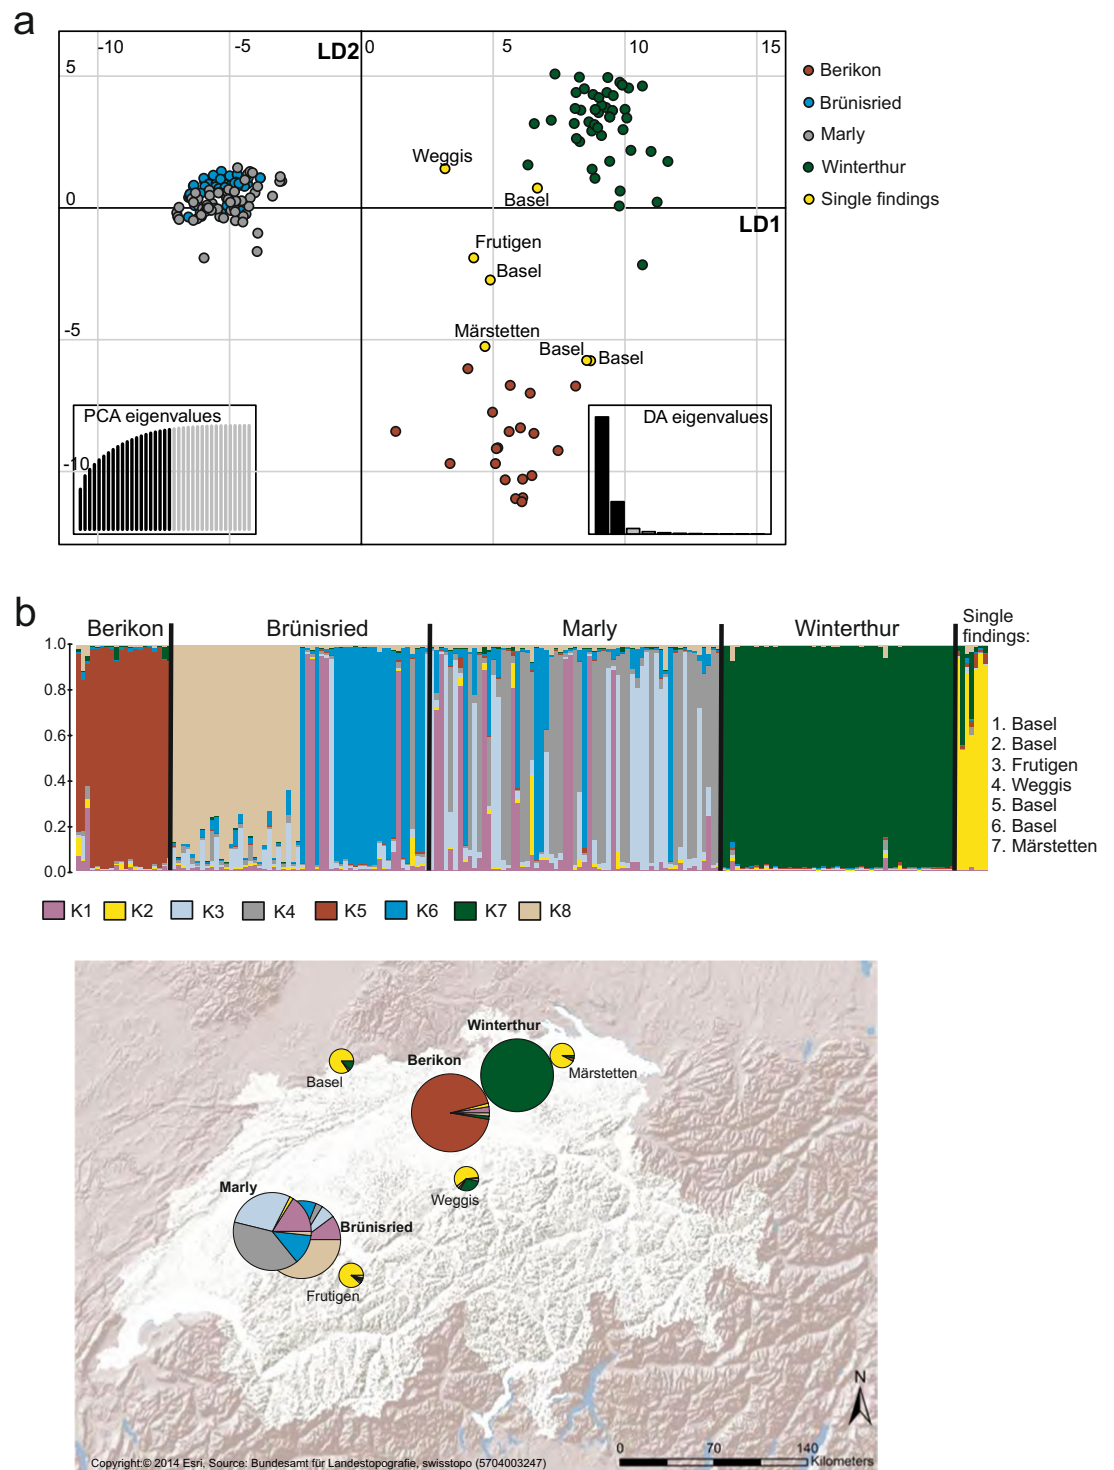 a
-10
-5
LD2
0
5
10
15
5
0
-5
-10
LD1
Weggis
Basel
Frutigen
Basel
Märstetten
Basel
Basel
PCA eigenvalues
DA eigenvalues
Berikon
Brünisried
Marly
Winterthur
Single findings
b
Berikon
Brünisried
Marly
Winterthur
Single
findings:
1.0
0.8
0.6
0.4
0.2
0.0
1. Basel
2. Basel
3. Frutigen
4. Weggis
5. Basel
6. Basel
7. Märstetten
K1 K2 K3 K4 K5 K6 K7 K8
Winterthur
Berikon
Basel
Märstetten
Weggis
Marly
Brünisried
Frutigen
N
0 70 140
Kilometers
Copyright:© 2014 Esri, Source: Bundesamt für Landestopografie, swisstopo (5704003247)